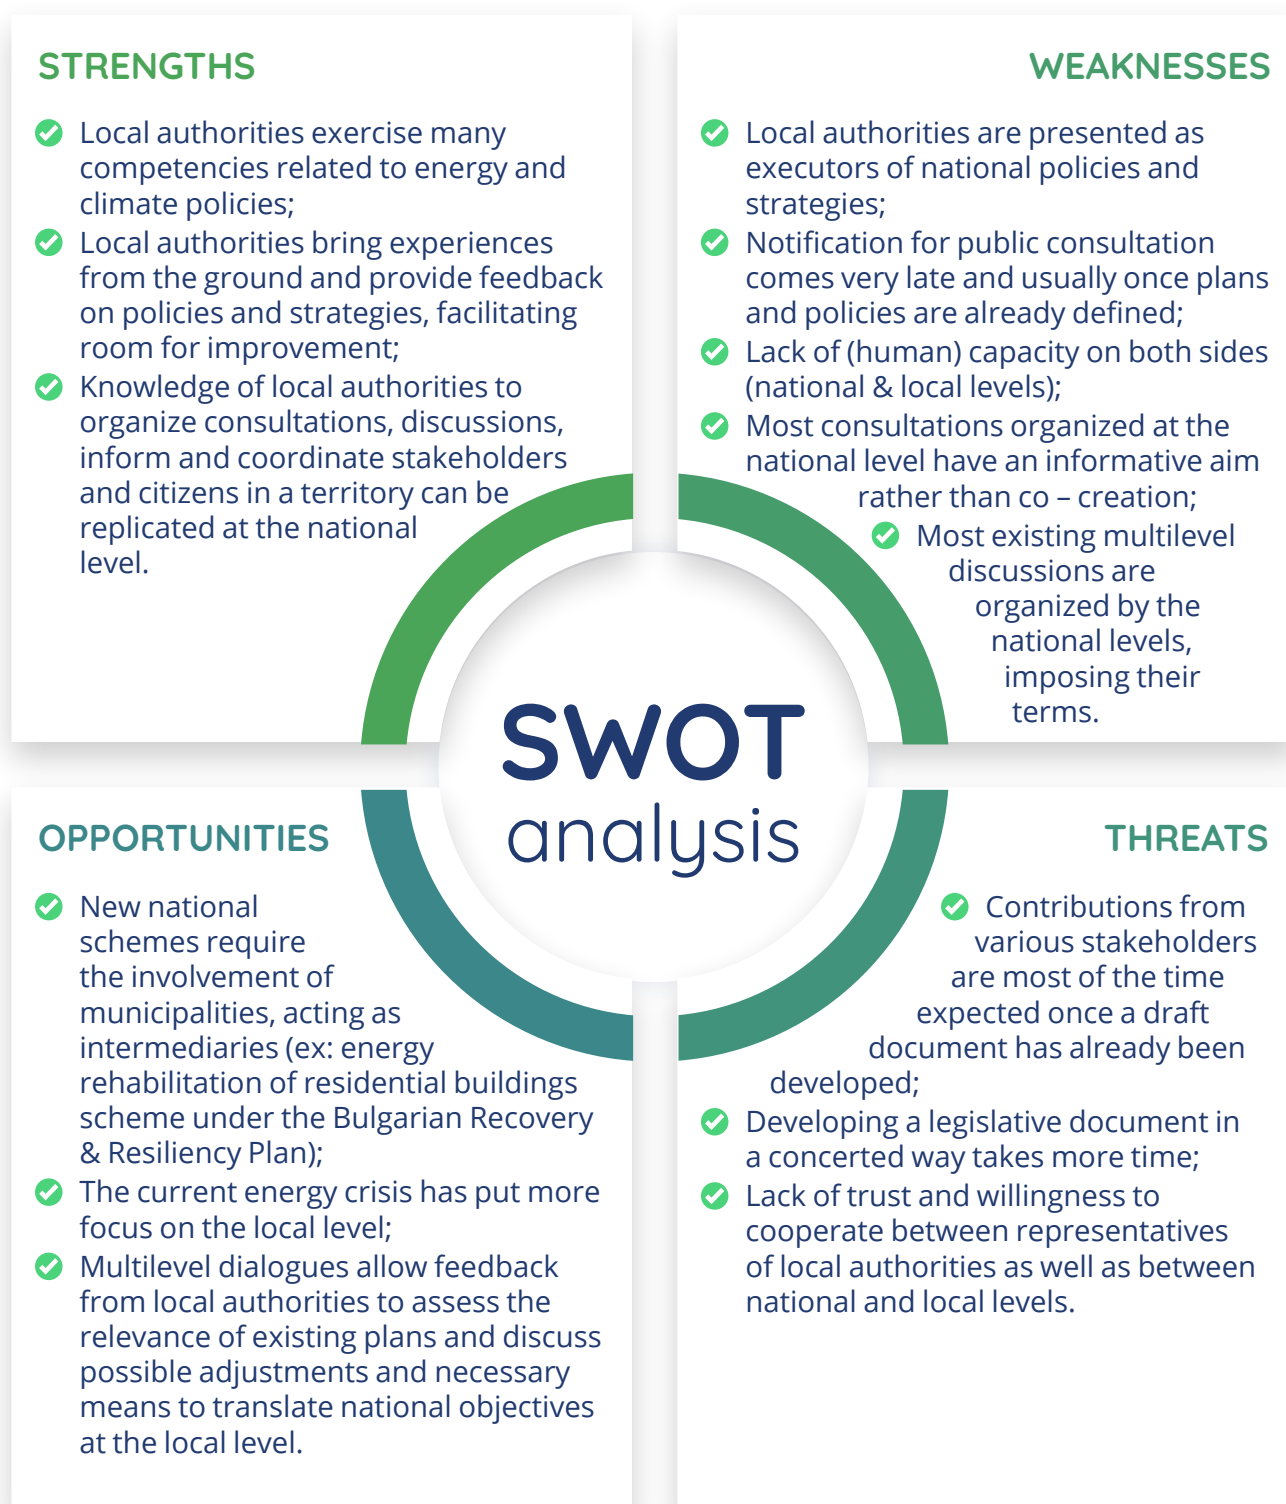 STRENGTHS
Local authorities exercise many
competencies related to energy and
climate policies;
Local authorities bring experiences
from the ground and provide feedback
on policies and strategies, facilitating
room for improvement;
Knowledge of local authorities to
organize consultations, discussions,
inform and coordinate stakeholders
and citizens in a territory can be
replicated at the national
level.
WEAKNESSES
Local authorities are presented as
executors of national policies and
strategies;
Notification for public consultation
comes very late and usually once plans
and policies are already defined;
Lack of (human) capacity on both sides
(national & local levels);
Most consultations organized at the
national level have an informative aim
rather than co – creation;
Most existing multilevel
discussions are
organized by the
national levels,
imposing their
terms.
SWOT
analysis
OPPORTUNITIES
New national
schemes require
the involvement of
municipalities, acting as
intermediaries (ex: energy
rehabilitation of residential buildings
scheme under the Bulgarian Recovery
& Resiliency Plan);
The current energy crisis has put more
focus on the local level;
Multilevel dialogues allow feedback
from local authorities to assess the
relevance of existing plans and discuss
possible adjustments and necessary
means to translate national objectives
at the local level.
THREATS
Contributions from
various stakeholders
are most of the time
expected once a draft
document has already been
developed;
Developing a legislative document in
a concerted way takes more time;
Lack of trust and willingness to
cooperate between representatives
of local authorities as well as between
national and local levels.